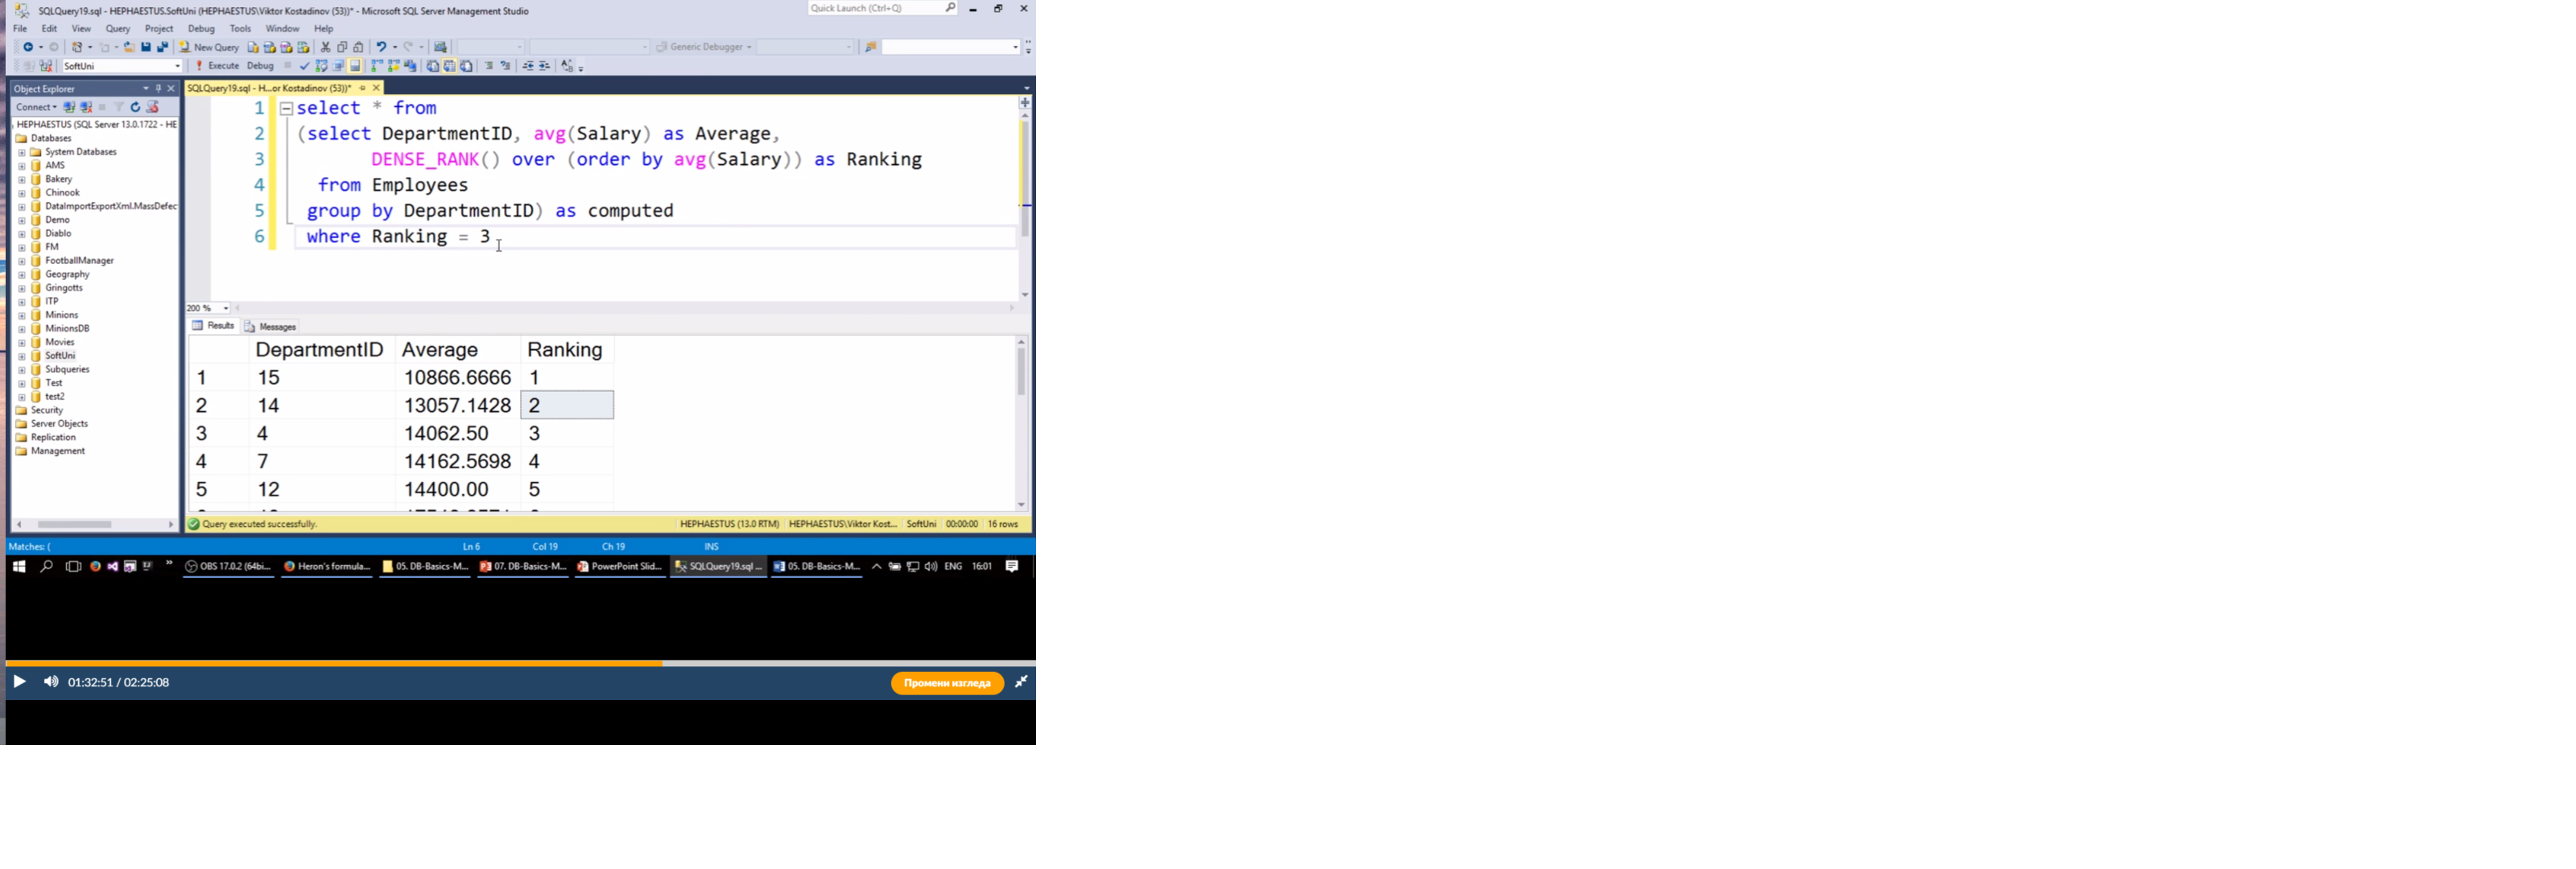 SQLQuery19.sql - HEPHAESTUS.SoftUni (HEPHAESTUS\Viktor Kostadinov (53))* - Microsoft SQL Server Management Studio
Quick Launch (Ctrl+Q)
File Edit View Query Project Debug Tools Window Help
New Query
Generic Debugger
SoftUni
Execute Debug
Object Explorer
SQLQuery19.sql - H...or Kostadinov (53))*
Connect
HEPHAESTUS (SQL Server 13.0.1722 - HE
Databases
System Databases
AMS
Bakery
Chinook
DataImportExportXml.MassDefec
Demo
Diablo
FM
FootballManager
Geography
Gringotts
ITP
Minions
MinionsDB
Movies
SoftUni
Subqueries
Test
test2
Security
Server Objects
Replication
Management
1 select * from
2 (select DepartmentID, avg(Salary) as Average,
3 DENSE_RANK() over (order by avg(Salary)) as Ranking
4 from Employees
5 group by DepartmentID) as computed
6 where Ranking = 3
200 %
Results Messages
DepartmentID Average Ranking
1 15 10866.6666 1
2 14 13057.1428 2
3 4 14062.50 3
4 7 14162.5698 4
5 12 14400.00 5
Query executed successfully.
HEPHAESTUS (13.0 RTM) HEPHAESTUS\Viktor Kost... SoftUni 00:00:00 16 rows
Matches: (
Ln 6 Col 19 Ch 19 INS
OBS 17.0.2 (64bi... Heron's formula... 05. DB-Basics-M... 07. DB-Basics-M... PowerPoint Slid... SQLQuery19.sql ... 05. DB-Basics-M... ENG 16:01
01:32:51 / 02:25:08
Промени изгледа